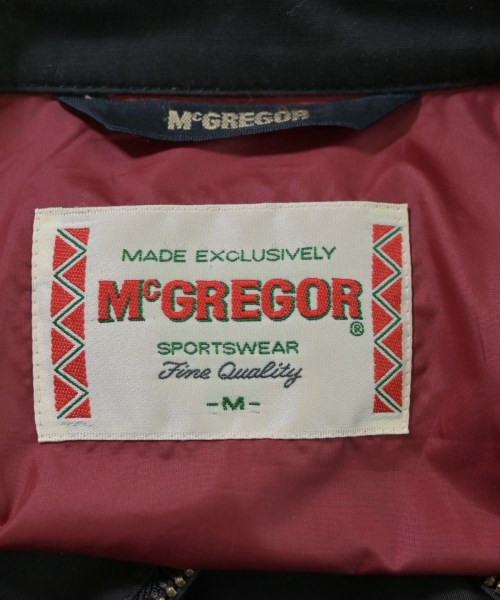 McGREGOR
MADE EXCLUSIVELY
McGREGOR®
SPORTSWEAR
Fine Quality
-M-